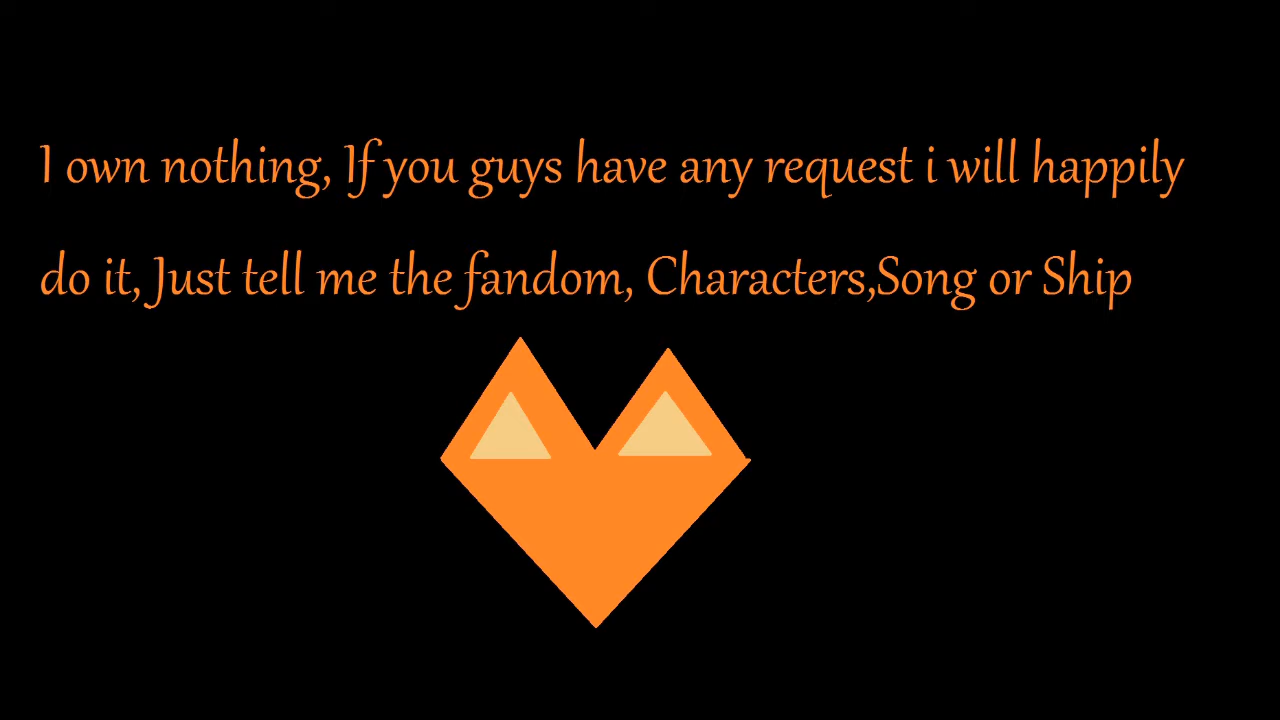 I own nothing, If you guys have any request i will happily
do it, Just tell me the fandom, Characters,Song or Ship